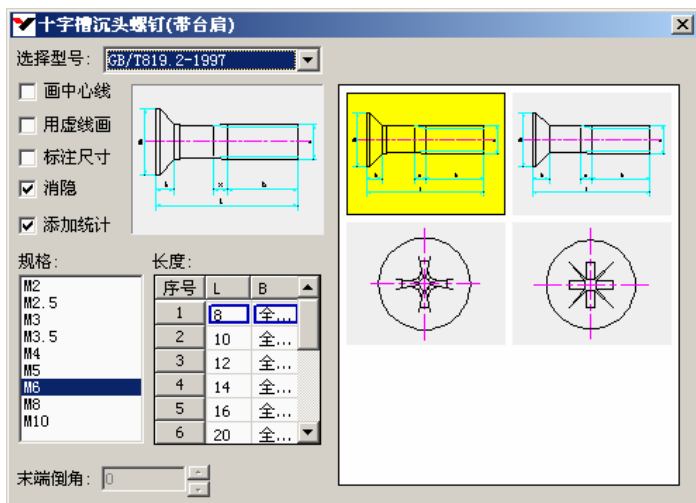 十字槽沉头螺钉(带台肩)
选择型号: GB/T819.2-1997
画中心线
用虚线画
标注尺寸
消隐
添加统计
规格:
M2
M2.5
M3
M3.5
M4
M5
M6
M8
M10
长度:
序号 L B
1 8 全...
2 10 全...
3 12 全...
4 14 全...
5 16 全...
6 20 全...
末端倒角: 0